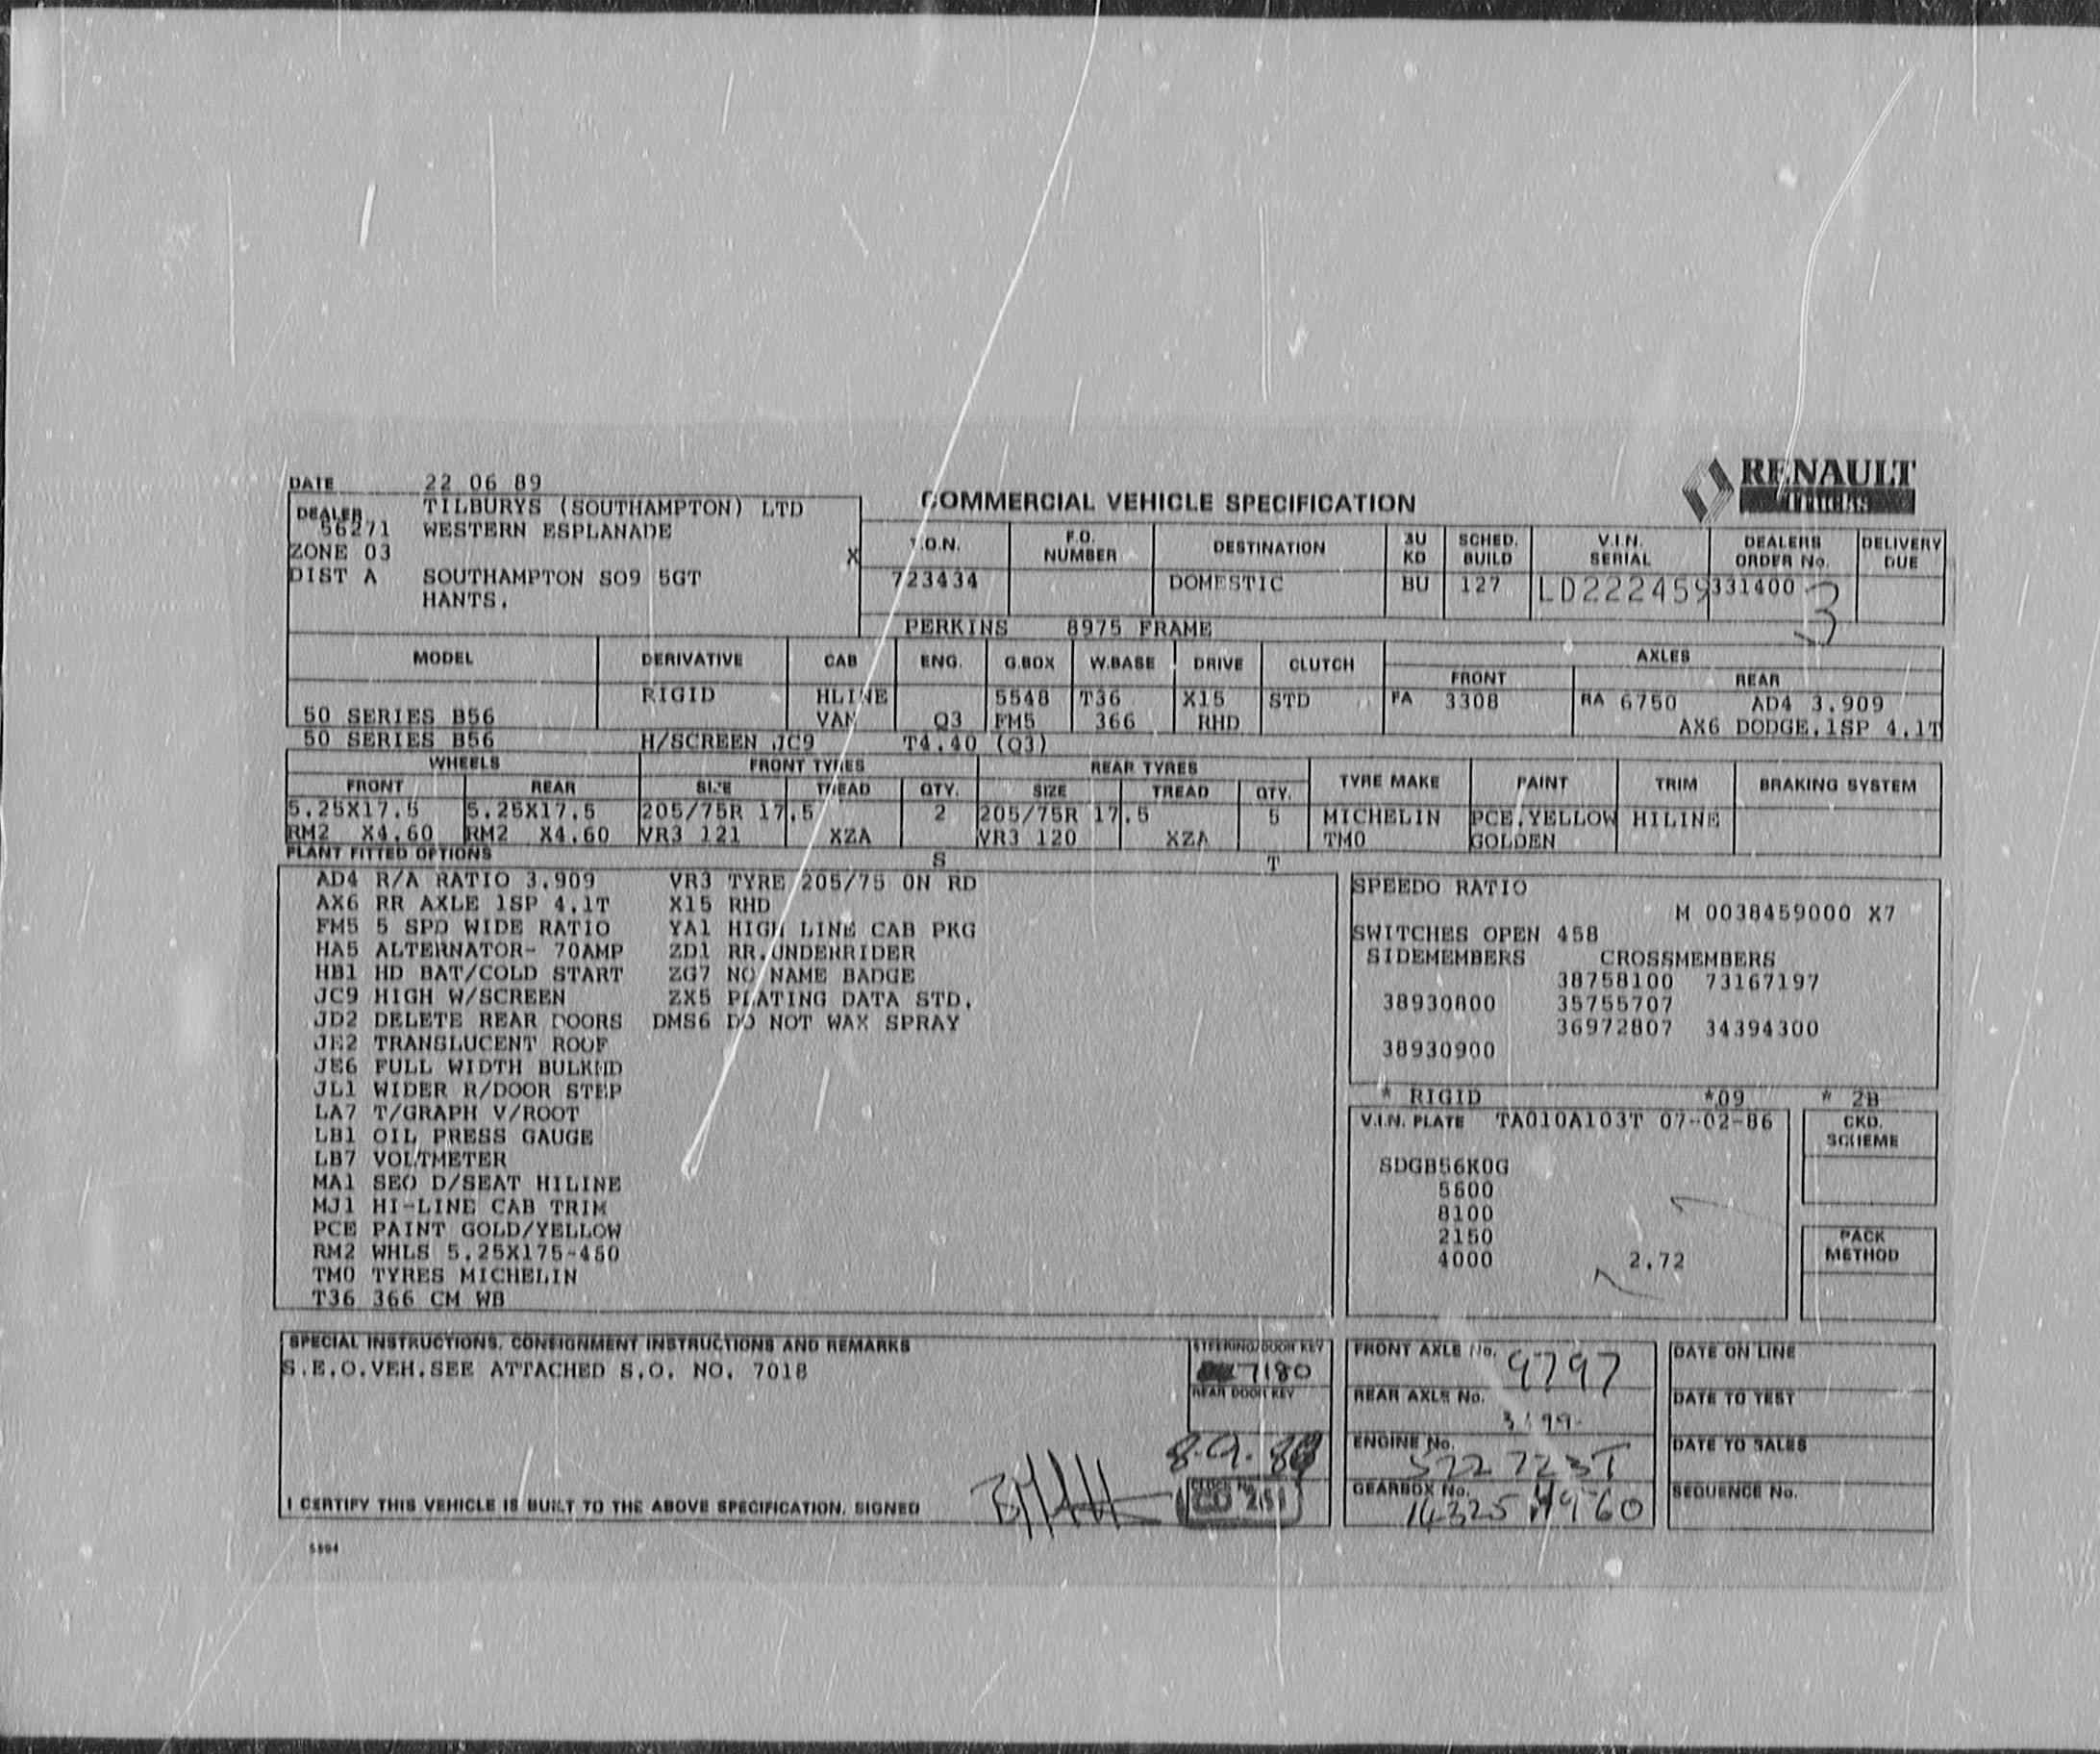 DATE 22 06 89
RENAULT
TRUCKS
DEALER TILBURYS (SOUTHAMPTON) LTD
56271 WESTERN ESPLANADE
ZONE 03 X
DIST A SOUTHAMPTON SO9 5GT
HANTS.
COMMERCIAL VEHICLE SPECIFICATION
F.O. NUMBER DESTINATION KD SCHED. BUILD V.I.N. SERIAL DEALERS ORDER No. DELIVERY DUE
723434 DOMESTIC BU 127 LD222459 331400 3
PERKINS 8975 FRAME
MODEL DERIVATIVE CAB ENG. G.BOX W.BASE DRIVE CLUTCH AXLES
FRONT REAR
RIGID HLINE 5548 T36 X15 STD FA 3308 RA 6750 AD4 3.909
50 SERIES B56 VAN Q3 FM5 366 RHD AX6 DODGE.1SP 4.1T
50 SERIES B56 H/SCREEN JC9 T4.40 (Q3)
WHEELS FRONT TYRES REAR TYRES TYRE MAKE PAINT TRIM BRAKING SYSTEM
FRONT REAR SIZE TREAD QTY. SIZE TREAD QTY.
5.25X17.5 5.25X17.5 205/75R 17.5 2 205/75R 17.5 5 MICHELIN PCE.YELLOW HILINE
RM2 X4.60 RM2 X4.60 VR3 121 XZA VR3 120 XZA TM0 GOLDEN
PLANT FITTED OPTIONS S T
AD4 R/A RATIO 3.909 VR3 TYRE 205/75 ON RD
AX6 RR AXLE 1SP 4.1T X15 RHD
FM5 5 SPD WIDE RATIO YA1 HIGH LINE CAB PKG
HA5 ALTERNATOR- 70AMP ZD1 RR.UNDERRIDER
HB1 HD BAT/COLD START ZG7 NO NAME BADGE
JC9 HIGH W/SCREEN ZX5 PLATING DATA STD.
JD2 DELETE REAR DOORS DMS6 DO NOT WAX SPRAY
JE2 TRANSLUCENT ROOF
JE6 FULL WIDTH BULKHD
JL1 WIDER R/DOOR STEP
LA7 T/GRAPH V/ROOT
LB1 OIL PRESS GAUGE
LB7 VOLTMETER
MA1 SEO D/SEAT HILINE
MJ1 HI-LINE CAB TRIM
PCE PAINT GOLD/YELLOW
RM2 WHLS 5.25X175-460
TM0 TYRES MICHELIN
T36 366 CM WB
SPEEDO RATIO
M 0038459000 X7
SWITCHES OPEN 458
SIDEMEMBERS CROSSMEMBERS
38758100 73167197
38930800 35755707
36972807 34394300
38930900
* RIGID *09 * 2B
V.I.N. PLATE TA010A103T 07-02-86
SDGB56K0G
5600
8100
2150
4000 2.72
CKD. SCHEME
PACK METHOD
SPECIAL INSTRUCTIONS, CONSIGNMENT INSTRUCTIONS AND REMARKS
S.E.O.VEH.SEE ATTACHED S.O. NO. 7018
I CERTIFY THIS VEHICLE IS BUILT TO THE ABOVE SPECIFICATION. SIGNED
STEERING/DOOR KEY
7180
REAR DOOR KEY
FRONT AXLE No. 9797
REAR AXLE No.
ENGINE No.
GEARBOX No.
DATE ON LINE
DATE TO TEST
DATE TO SALES
SEQUENCE No.